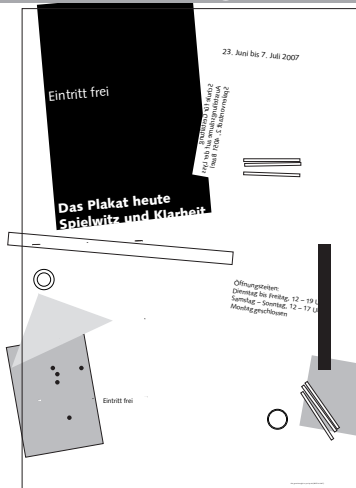 23. Juni bis 7. Juli 2007
Eintritt frei
Das Plakat heute
Spielwitz und Klarheit
Öffnungszeiten:
Dienstag bis Freitag, 12 – 19 U
Samstag – Sonntag, 12 – 17 U
Montag geschlossen
Eintritt frei